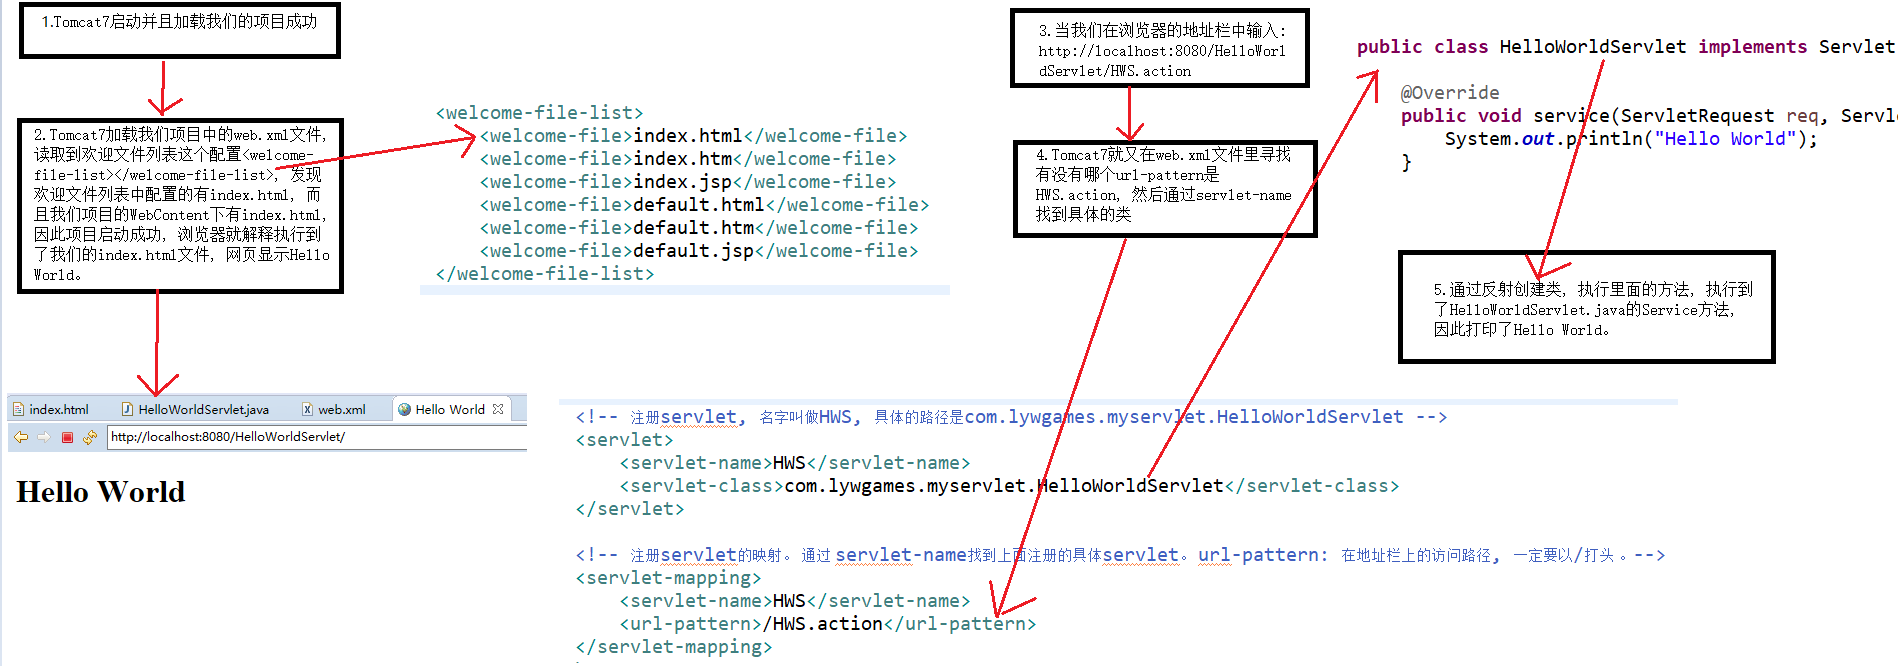 1.Tomcat7启动并且加载我们的项目成功
2.Tomcat7加载我们项目中的web.xml文件,
读取到欢迎文件列表这个配置<welcome-
file-list></welcome-file-list>, 发现
欢迎文件列表中配置的有index.html, 而
且我们项目的WebContent下有index.html,
因此项目启动成功, 浏览器就解释执行到
了我们的index.html文件, 网页显示Hello
World。
<welcome-file-list>
<welcome-file>index.html</welcome-file>
<welcome-file>index.htm</welcome-file>
<welcome-file>index.jsp</welcome-file>
<welcome-file>default.html</welcome-file>
<welcome-file>default.htm</welcome-file>
<welcome-file>default.jsp</welcome-file>
</welcome-file-list>
3.当我们在浏览器的地址栏中输入:
http://localhost:8080/HelloWorl
dServlet/HWS.action
4.Tomcat7就又在web.xml文件里寻找
有没有哪个url-pattern是
HWS.action, 然后通过servlet-name
找到具体的类
public class HelloWorldServlet implements Servlet
@Override
public void service(ServletRequest req, Servl
System.out.println("Hello World");
}
5.通过反射创建类, 执行里面的方法, 执行到
了HelloWorldServlet.java的Service方法,
因此打印了Hello World。
index.html HelloWorldServlet.java web.xml Hello World
http://localhost:8080/HelloWorldServlet/
Hello World
<!-- 注册servlet, 名字叫做HWS, 具体的路径是com.lywgames.myservlet.HelloWorldServlet -->
<servlet>
<servlet-name>HWS</servlet-name>
<servlet-class>com.lywgames.myservlet.HelloWorldServlet</servlet-class>
</servlet>
<!-- 注册servlet的映射。通过servlet-name找到上面注册的具体servlet。url-pattern: 在地址栏上的访问路径, 一定要以/打头。-->
<servlet-mapping>
<servlet-name>HWS</servlet-name>
<url-pattern>/HWS.action</url-pattern>
</servlet-mapping>